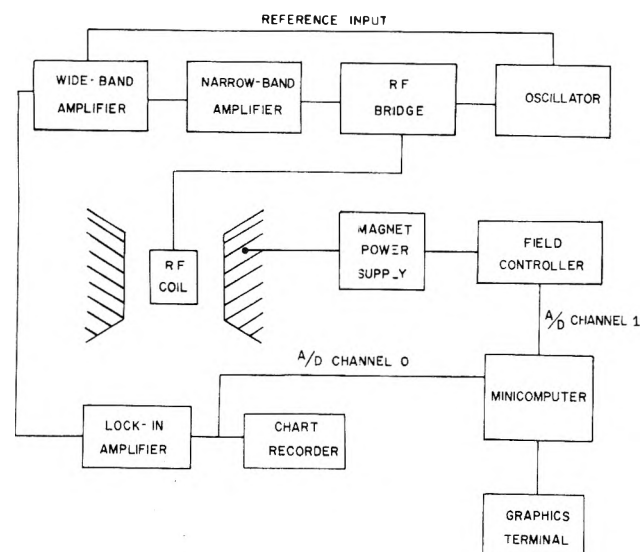 REFERENCE INPUT
WIDE-BAND
AMPLIFIER
NARROW-BAND
AMPLIFIER
RF
BRIDGE
OSCILLATOR
RF
COIL
MAGNET
POWER
SUPPLY
FIELD
CONTROLLER
A/D CHANNEL 1
A/D CHANNEL 0
MINICOMPUTER
LOCK-IN
AMPLIFIER
CHART
RECORDER
GRAPHICS
TERMINAL